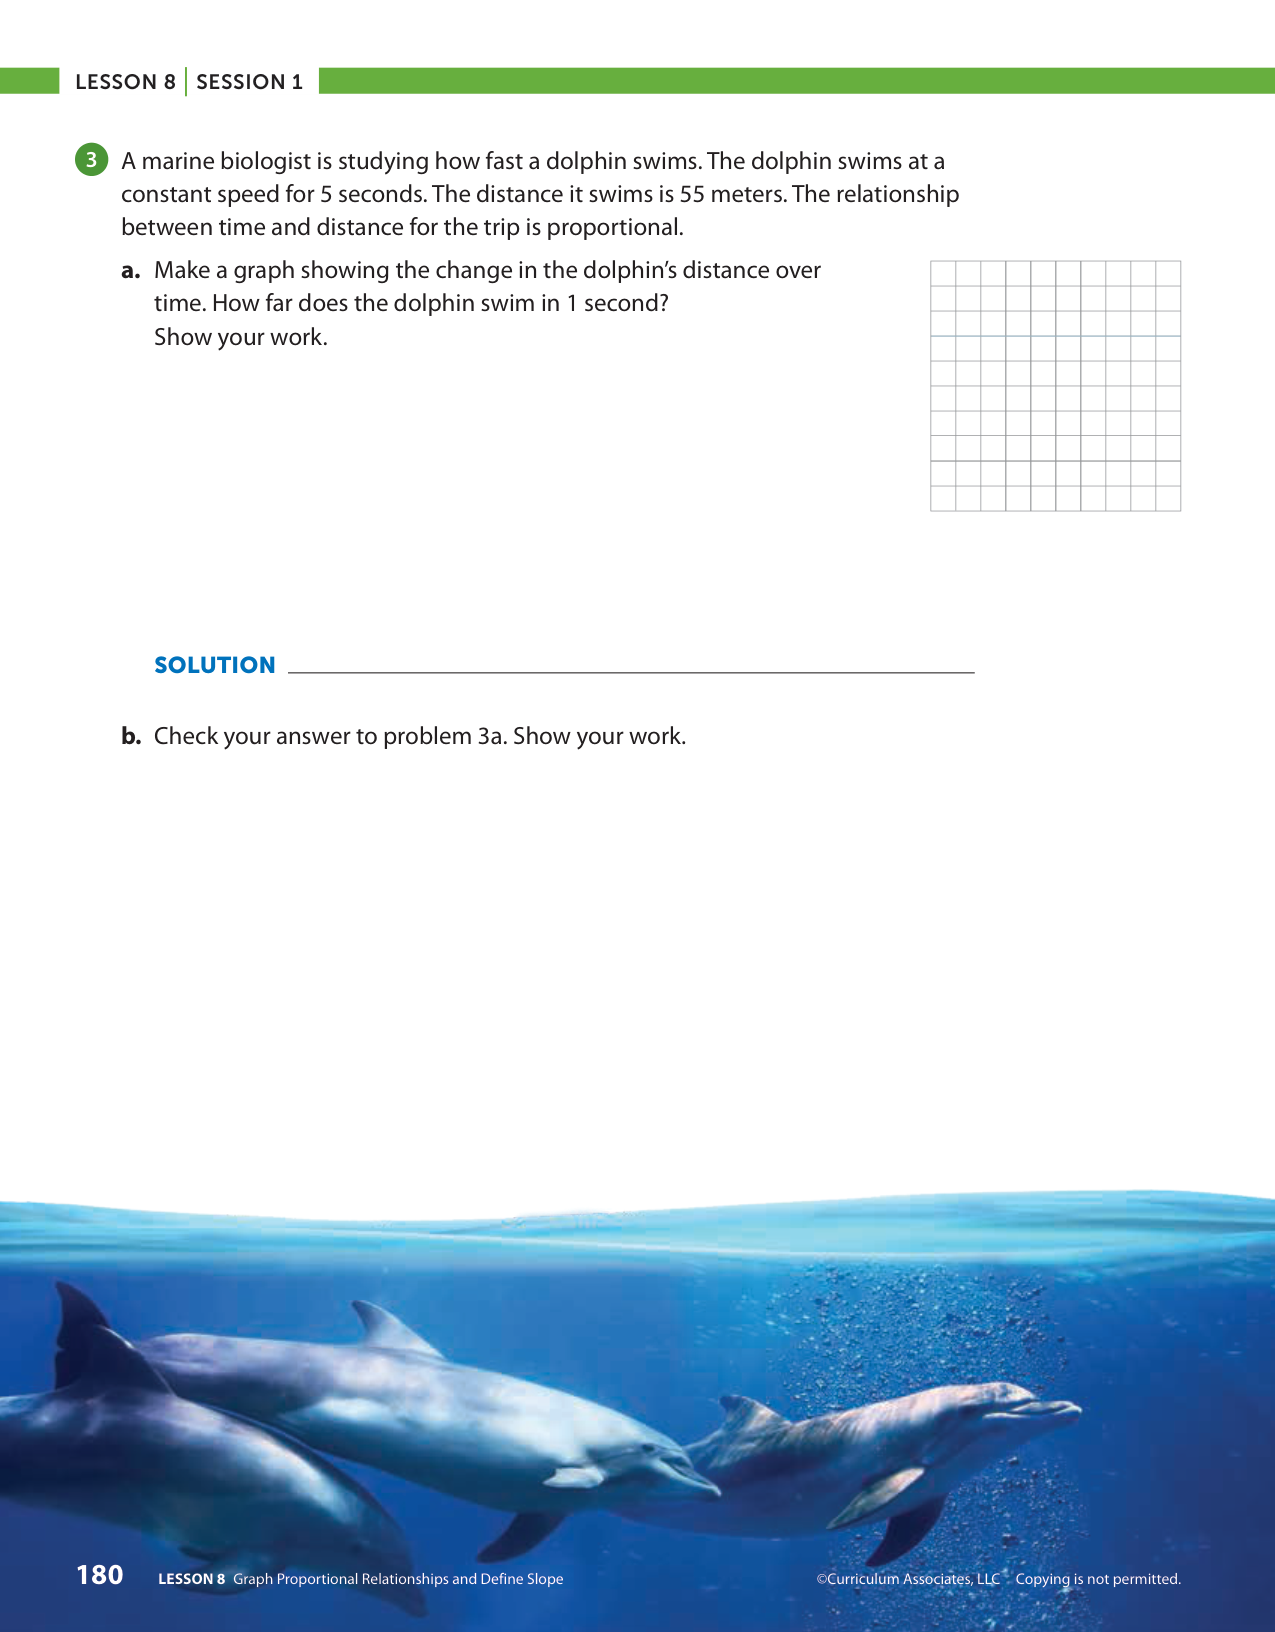 LESSON 8 | SESSION 1
3 A marine biologist is studying how fast a dolphin swims. The dolphin swims at a
constant speed for 5 seconds. The distance it swims is 55 meters. The relationship
between time and distance for the trip is proportional.
a. Make a graph showing the change in the dolphin’s distance over
time. How far does the dolphin swim in 1 second?
Show your work.
SOLUTION
b. Check your answer to problem 3a. Show your work.
180 LESSON 8 Graph Proportional Relationships and Define Slope ©Curriculum Associates, LLC Copying is not permitted.